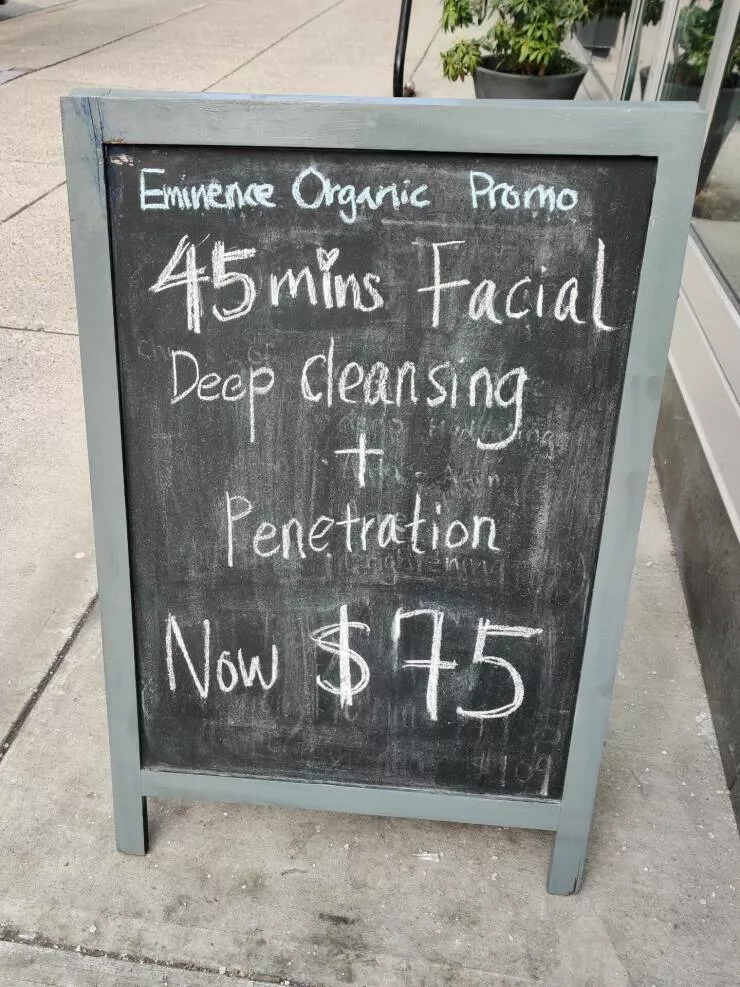 Eminence Organic Promo
45 mins Facial
Deep cleansing
+
Penetration
Now $75